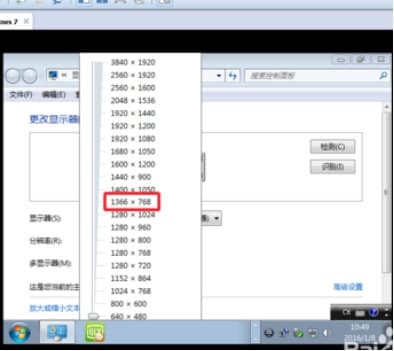 ows 7
搜索控制面板
文件(F) 编辑(E)
更改显示器
3840 × 1920
2560 × 1920
2560 × 1600
2048 × 1536
1920 × 1440
1920 × 1200
1920 × 1080
1680 × 1050
1600 × 1200
1440 × 900
1400 × 1050
1366 × 768
1280 × 1024
1280 × 960
1280 × 800
1280 × 768
1280 × 720
1152 × 864
1024 × 768
800 × 600
640 × 480
检测(C)
识别(I)
显示器(S):
分辨率(R):
多显示器(M):
这是您当前的主
高级设置
放大或缩小文本
CH
10:49
2016/1/8
Bai